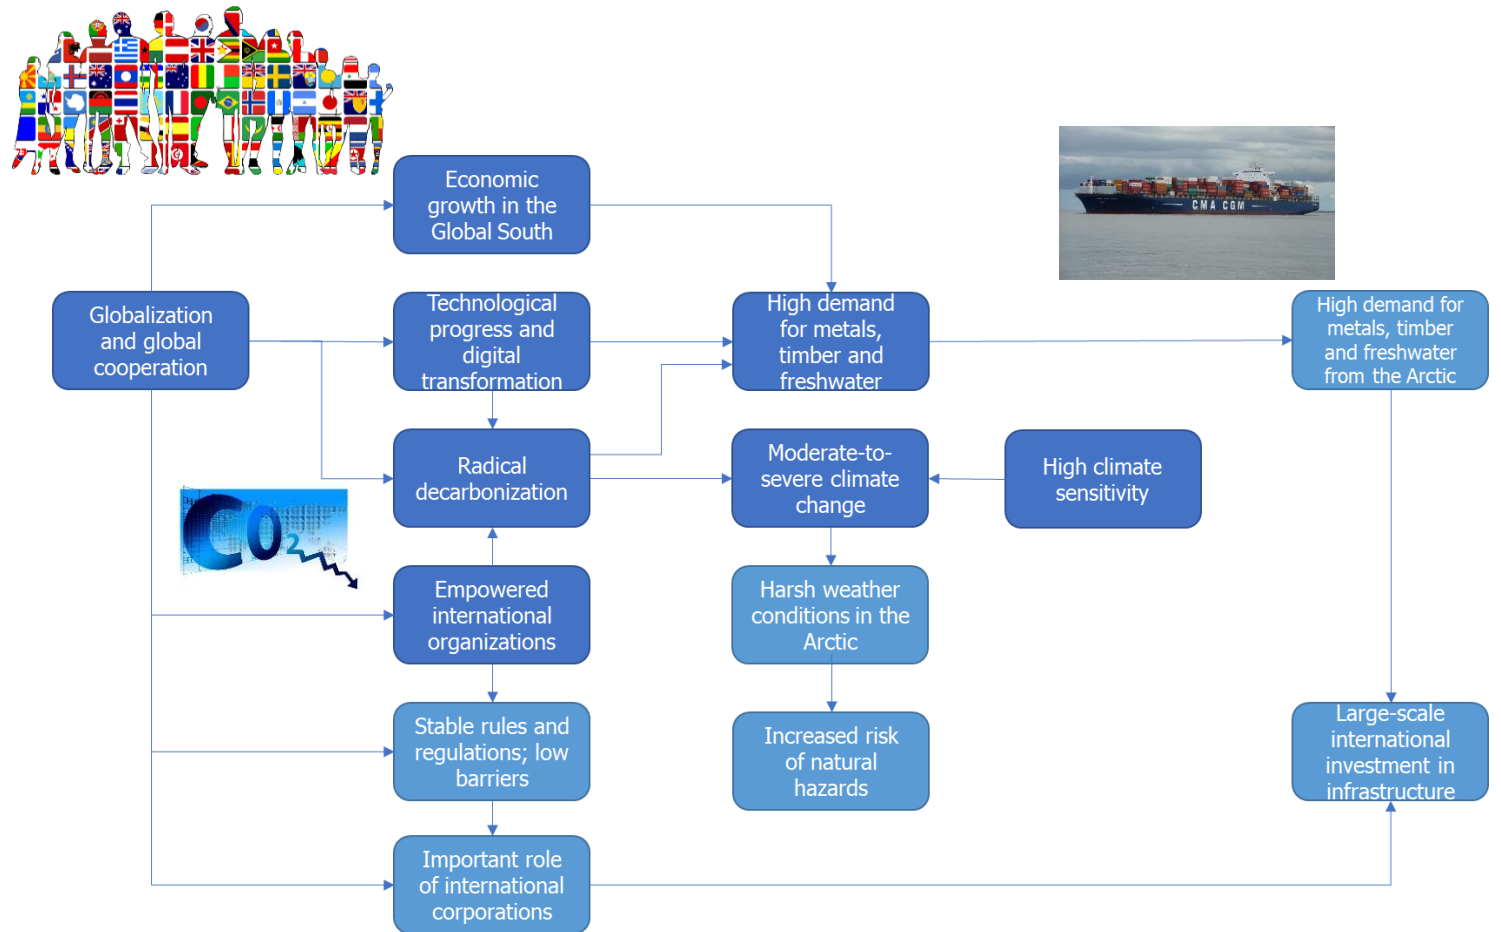 Economic
growth in the
Global South
CMA CGM
Globalization
and global
cooperation
Technological
progress and
digital
transformation
High demand
for metals,
timber and
freshwater
High demand for
metals, timber
and freshwater
from the Arctic
Radical
decarbonization
Moderate-to-
severe climate
change
High climate
sensitivity
CO2
Empowered
international
organizations
Harsh weather
conditions in the
Arctic
Stable rules and
regulations; low
barriers
Increased risk
of natural
hazards
Large-scale
international
investment in
infrastructure
Important role
of international
corporations